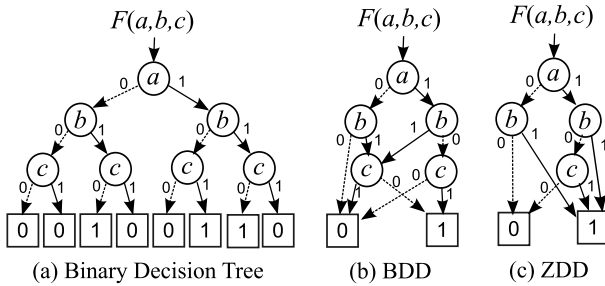 F(a,b,c) F(a,b,c) F(a,b,c)
0 a 1 0 a 1 0 a 1
b b b b b b
0 1 0 1 0 1 1 0 0 1 0 1
c c c c c c c
0 1 0 1 0 1 0 1 1 0 0 1 0 1
0 0 1 0 0 1 1 0 0 1 0 1
(a) Binary Decision Tree (b) BDD (c) ZDD